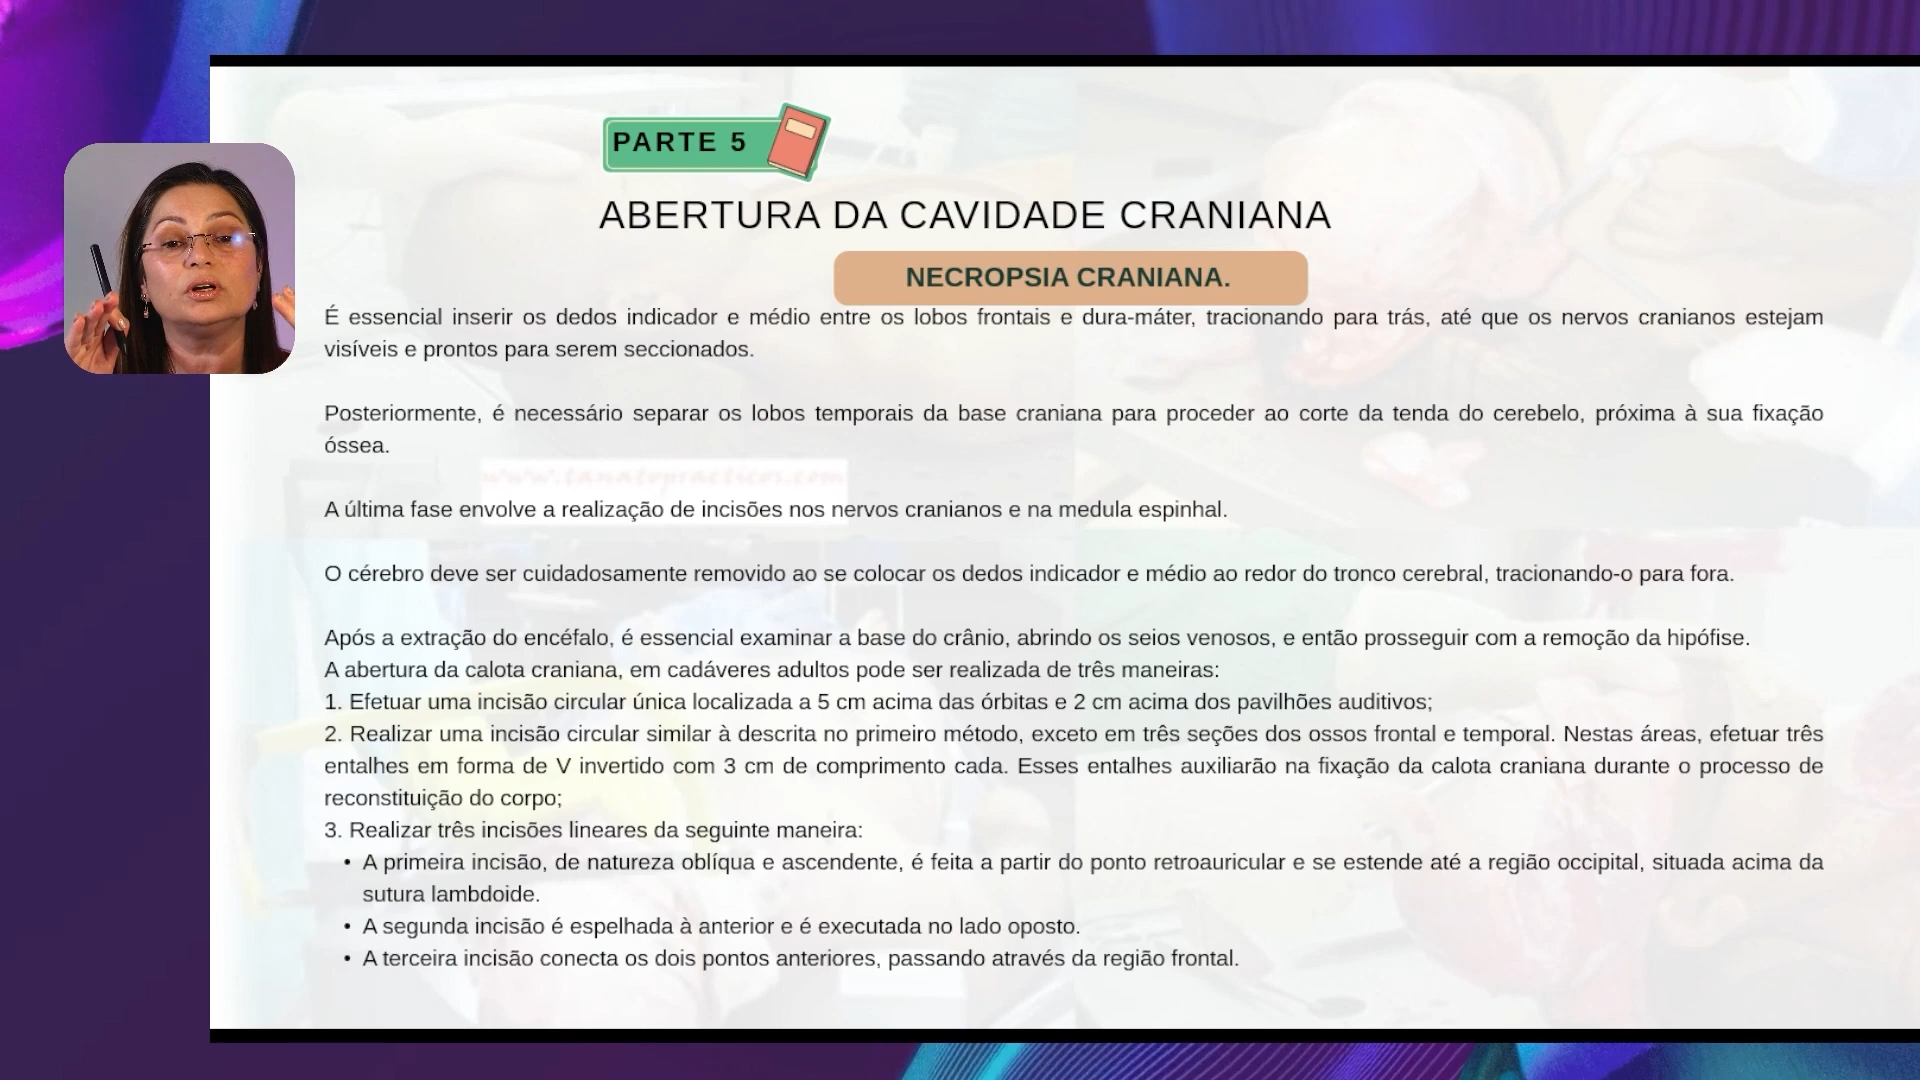 PARTE 5
ABERTURA DA CAVIDADE CRANIANA
NECROPSIA CRANIANA.
É essencial inserir os dedos indicador e médio entre os lobos frontais e dura-máter, tracionando para trás, até que os nervos cranianos estejam
visíveis e prontos para serem seccionados.
Posteriormente, é necessário separar os lobos temporais da base craniana para proceder ao corte da tenda do cerebelo, próxima à sua fixação
óssea.
www.tanatopracticos.com
A última fase envolve a realização de incisões nos nervos cranianos e na medula espinhal.
O cérebro deve ser cuidadosamente removido ao se colocar os dedos indicador e médio ao redor do tronco cerebral, tracionando-o para fora.
Após a extração do encéfalo, é essencial examinar a base do crânio, abrindo os seios venosos, e então prosseguir com a remoção da hipófise.
A abertura da calota craniana, em cadáveres adultos pode ser realizada de três maneiras:
1. Efetuar uma incisão circular única localizada a 5 cm acima das órbitas e 2 cm acima dos pavilhões auditivos;
2. Realizar uma incisão circular similar à descrita no primeiro método, exceto em três seções dos ossos frontal e temporal. Nestas áreas, efetuar três
entalhes em forma de V invertido com 3 cm de comprimento cada. Esses entalhes auxiliarão na fixação da calota craniana durante o processo de
reconstituição do corpo;
3. Realizar três incisões lineares da seguinte maneira:
• A primeira incisão, de natureza oblíqua e ascendente, é feita a partir do ponto retroauricular e se estende até a região occipital, situada acima da
sutura lambdoide.
• A segunda incisão é espelhada à anterior e é executada no lado oposto.
• A terceira incisão conecta os dois pontos anteriores, passando através da região frontal.